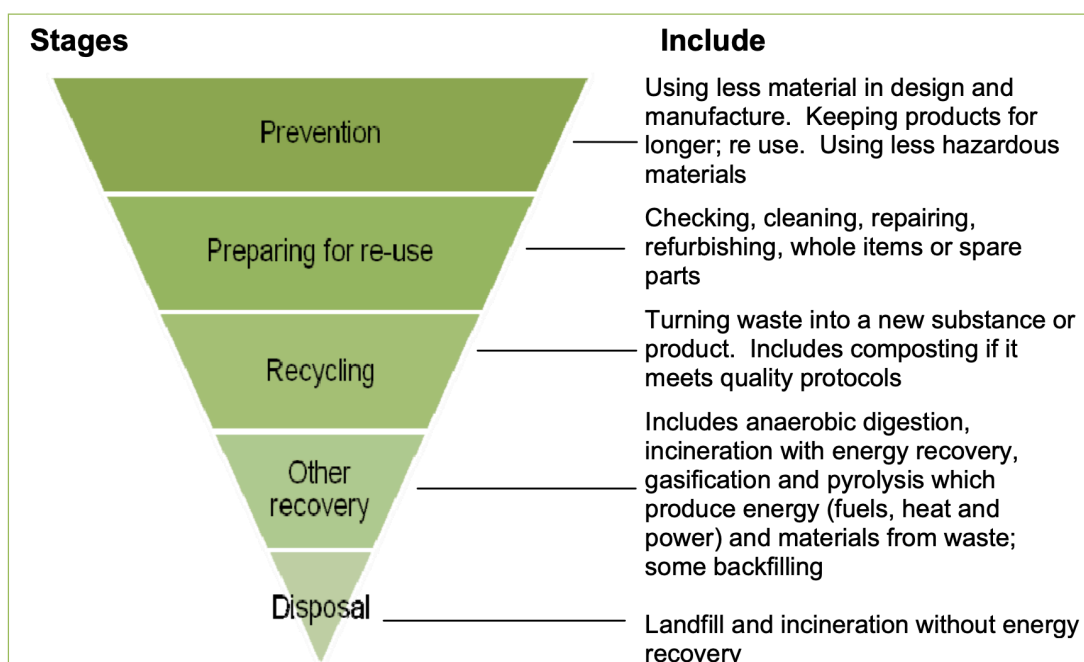 Stages
Include
Prevention
Using less material in design and
manufacture.  Keeping products for
longer; re use.  Using less hazardous
materials
Preparing for re-use
Checking, cleaning, repairing,
refurbishing, whole items or spare
parts
Recycling
Turning waste into a new substance or
product.  Includes composting if it
meets quality protocols
Other
recovery
Includes anaerobic digestion,
incineration with energy recovery,
gasification and pyrolysis which
produce energy (fuels, heat and
power) and materials from waste;
some backfilling
Disposal
Landfill and incineration without energy
recovery